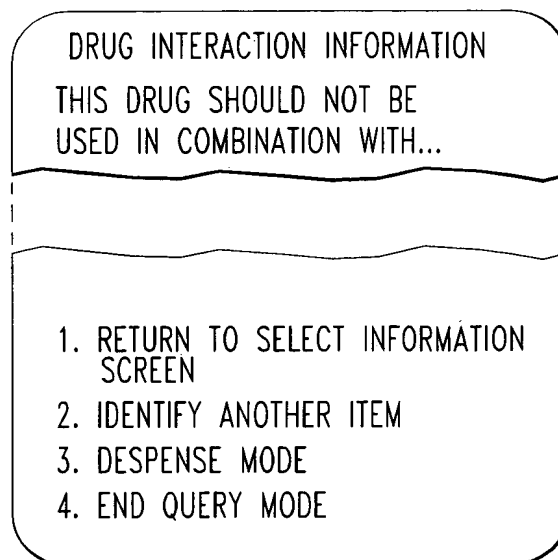 DRUG INTERACTION INFORMATION
THIS DRUG SHOULD NOT BE
USED IN COMBINATION WITH...
1. RETURN TO SELECT INFORMATION
SCREEN
2. IDENTIFY ANOTHER ITEM
3. DESPENSE MODE
4. END QUERY MODE